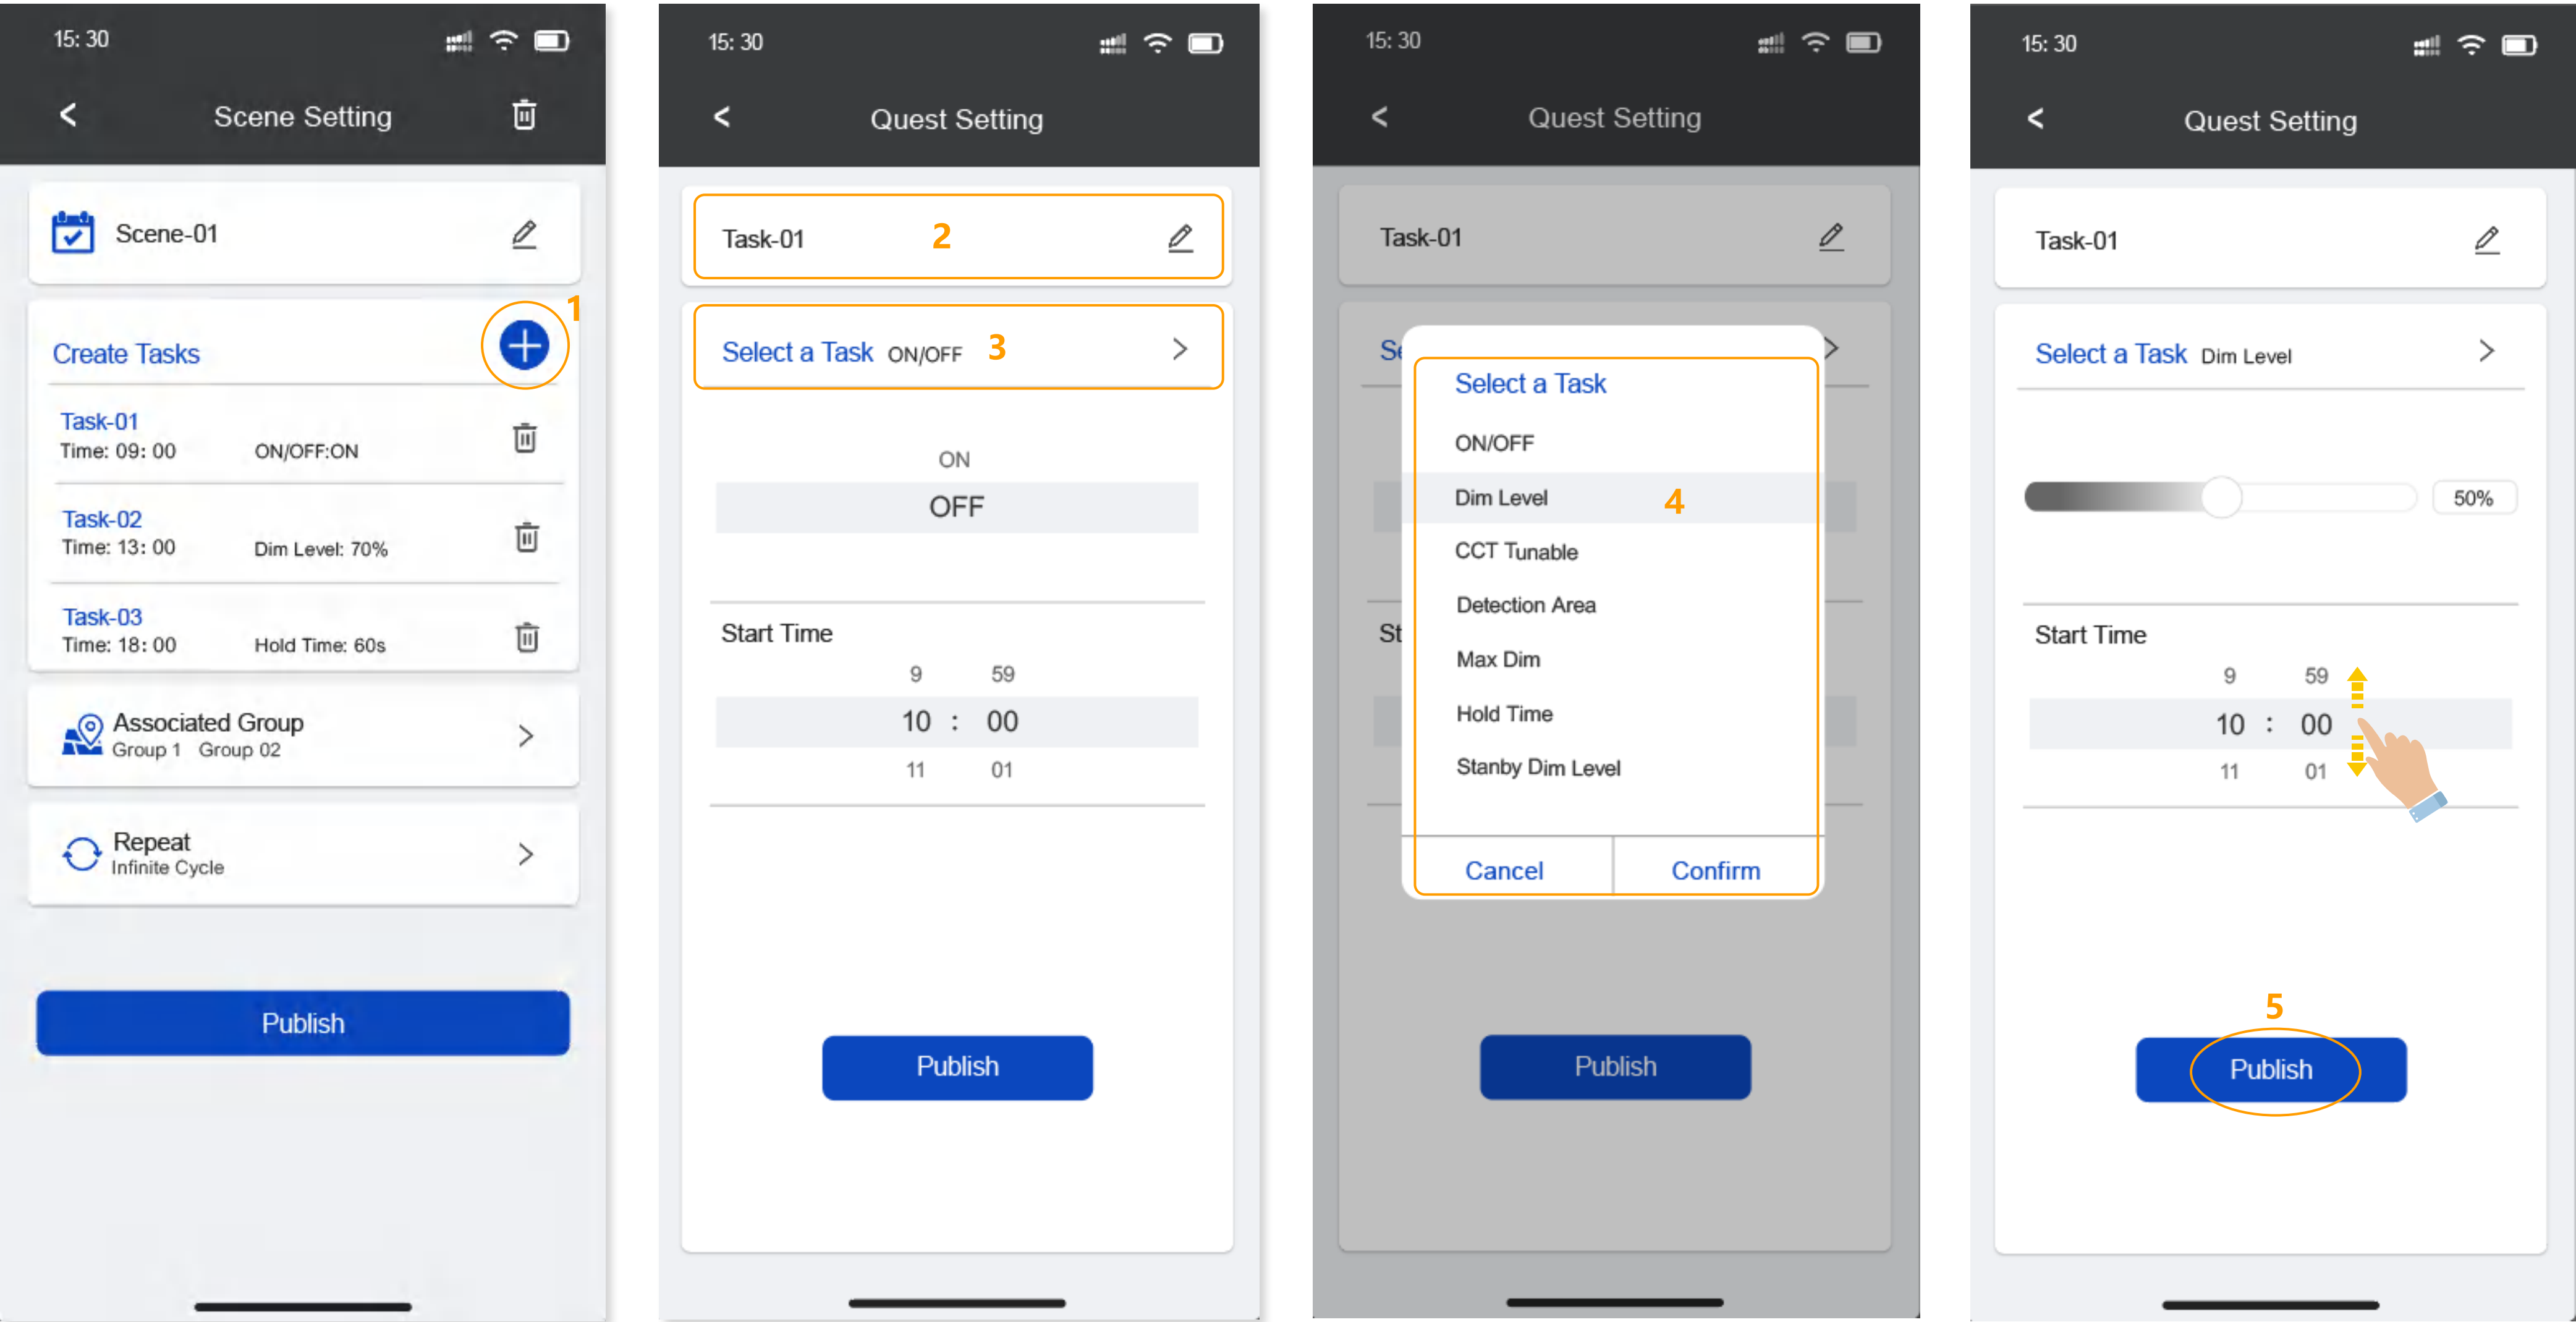 15: 30
Scene Setting
Scene-01
1
Create Tasks
Task-01
Time: 09: 00 ON/OFF:ON
Task-02
Time: 13: 00 Dim Level: 70%
Task-03
Time: 18: 00 Hold Time: 60s
Associated Group
Group 1 Group 02
Repeat
Infinite Cycle
Publish
15: 30
Quest Setting
Task-01 2
Select a Task ON/OFF 3
ON
OFF
Start Time
9 59
10 : 00
11 01
Publish
15: 30
Quest Setting
Task-01
Select a Task
ON/OFF
Dim Level 4
CCT Tunable
Detection Area
Max Dim
Hold Time
Stanby Dim Level
Cancel Confirm
Publish
15: 30
Quest Setting
Task-01
Select a Task Dim Level
50%
Start Time
9 59
10 : 00
11 01
5
Publish